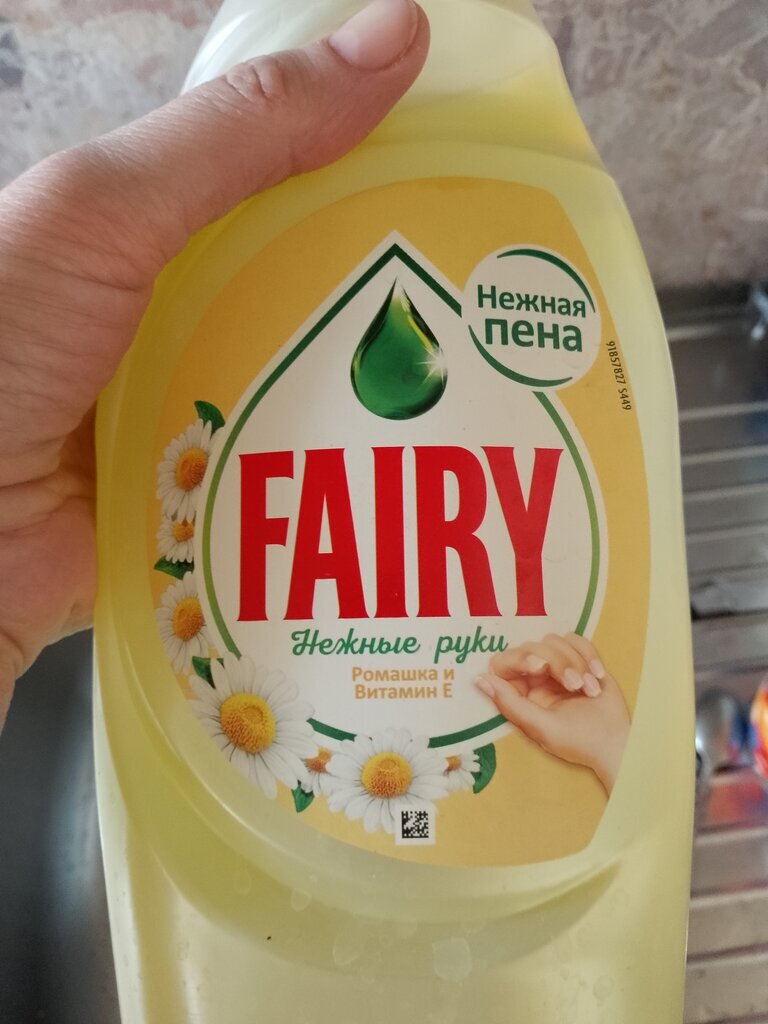 Нежная
пена
91857827 S449
FAIRY
Нежные руки
Ромашка и
Витамин Е